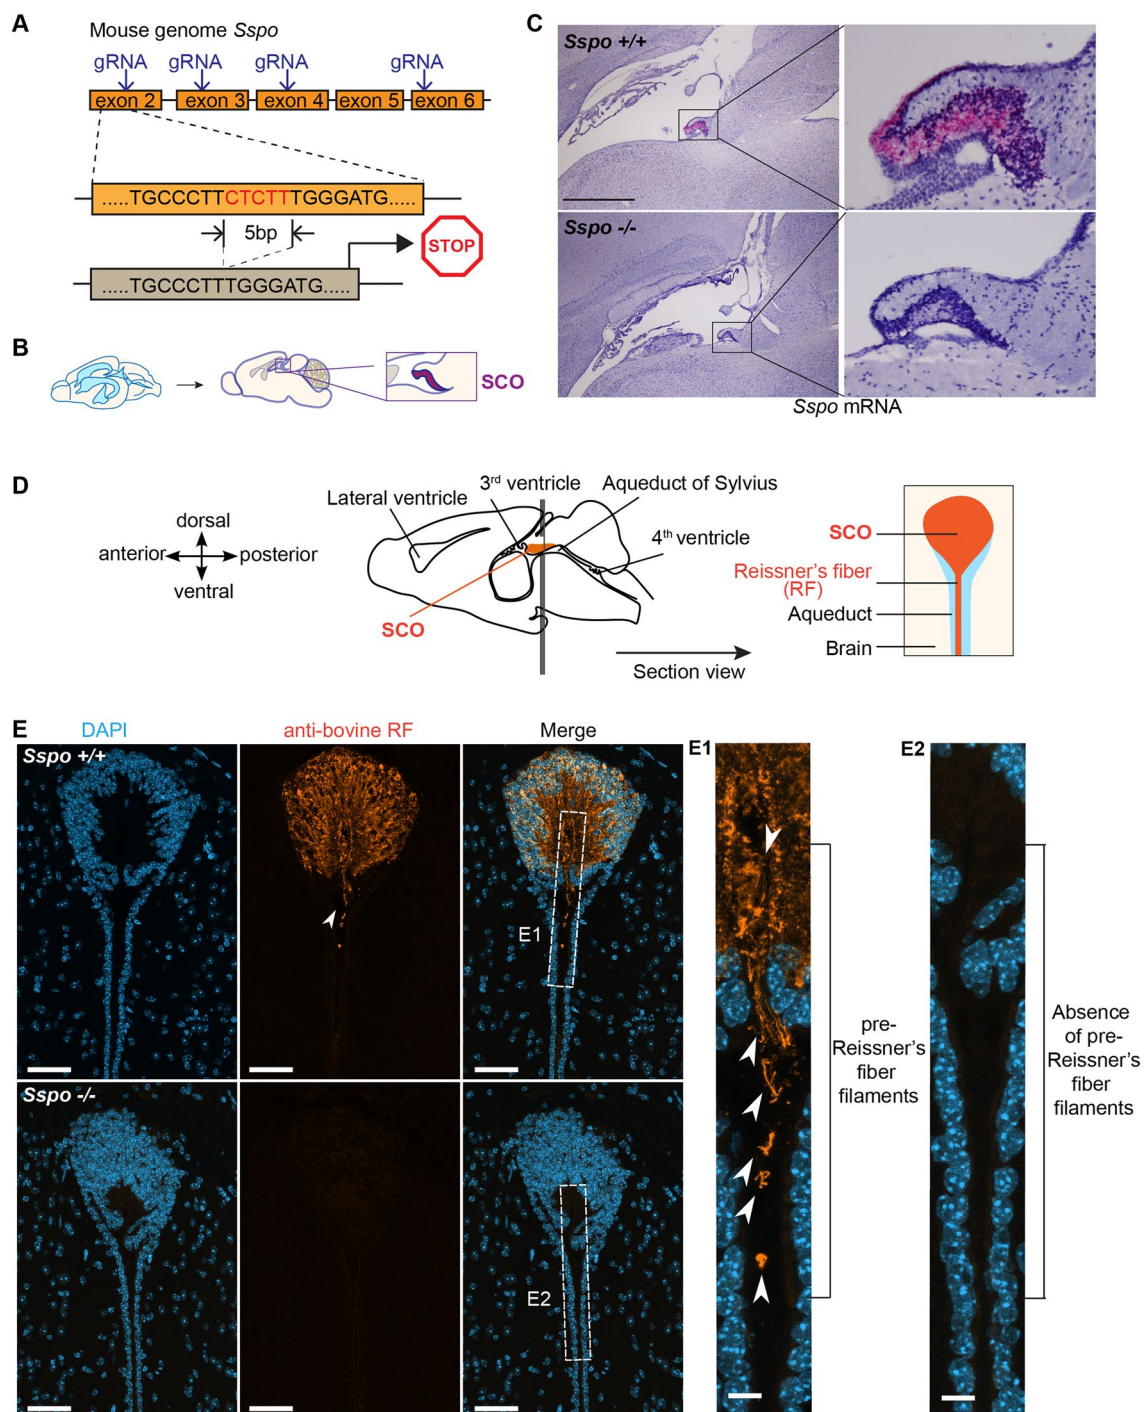 A
Mouse genome Sspo
gRNA gRNA gRNA gRNA
exon 2 exon 3 exon 4 exon 5 exon 6
.....TGCCCTTCTCTTTGGGATG.....
5bp
STOP
.....TGCCCTTTGGGATG.....
B
SCO
C
Sspo +/+
Sspo -/-
Sspo mRNA
D
dorsal
anterior posterior
ventral
Lateral ventricle
3rd ventricle
Aqueduct of Sylvius
4th ventricle
SCO
Section view
SCO
Reissner's fiber
(RF)
Aqueduct
Brain
E
DAPI anti-bovine RF Merge
Sspo +/+
E1
Sspo -/-
E2
E1
pre-
Reissner's
fiber
filaments
E2
Absence
of pre-
Reissner's
fiber
filaments